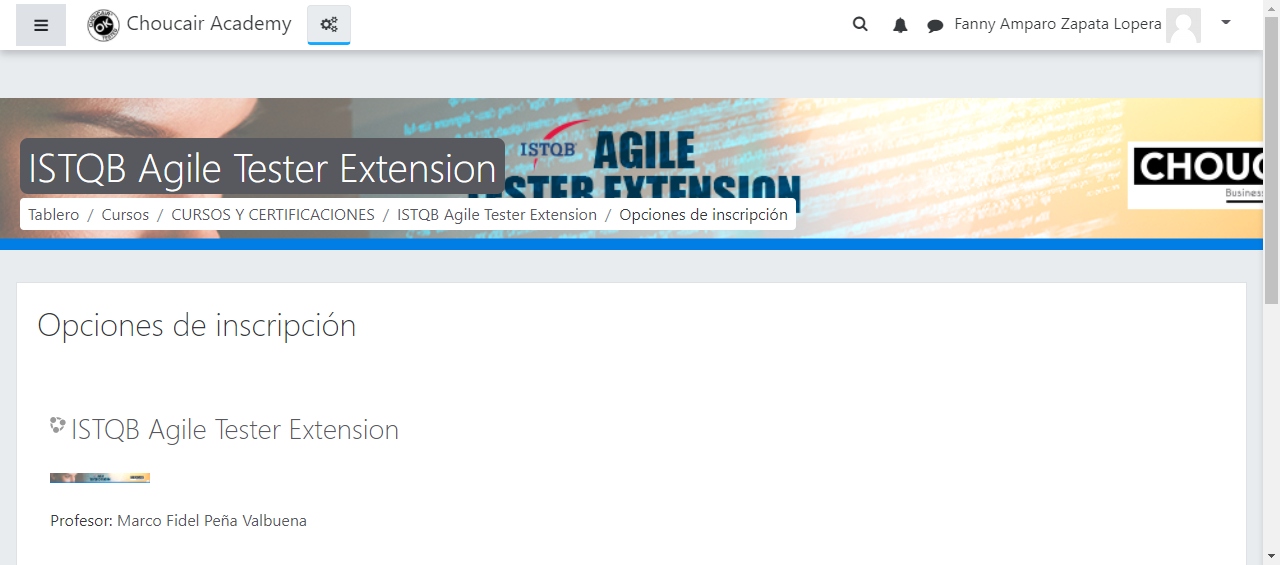 Choucair Academy
Fanny Amparo Zapata Lopera
ISTQB AGILE
TESTER EXTENSION
ISTQB Agile Tester Extension
Business
Tablero / Cursos / CURSOS Y CERTIFICACIONES / ISTQB Agile Tester Extension / Opciones de inscripción
Opciones de inscripción
ISTQB Agile Tester Extension
Profesor: Marco Fidel Peña Valbuena